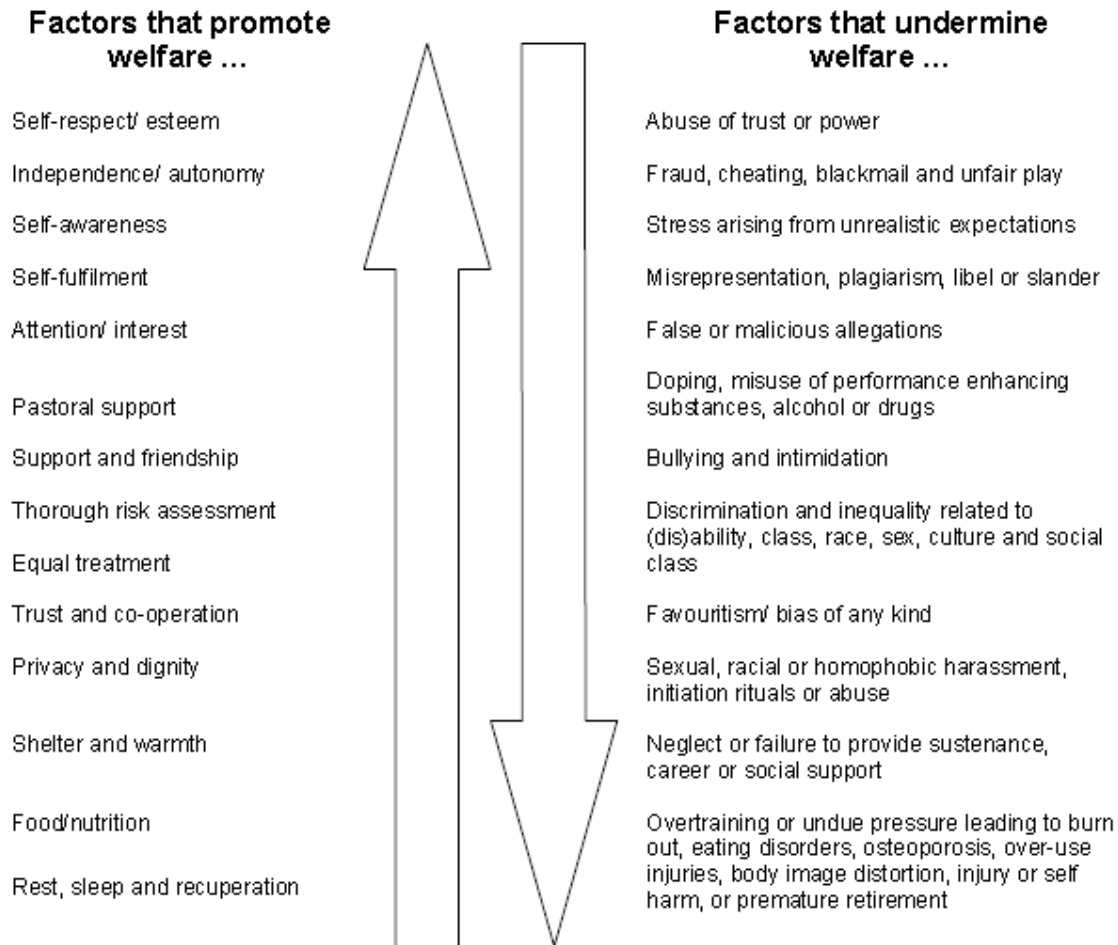 Factors that promote
welfare ...
Self-respect/ esteem
Independence/ autonomy
Self-awareness
Self-fulfilment
Attention/ interest
Pastoral support
Support and friendship
Thorough risk assessment
Equal treatment
Trust and co-operation
Privacy and dignity
Shelter and warmth
Food/nutrition
Rest, sleep and recuperation
Factors that undermine
welfare ...
Abuse of trust or power
Fraud, cheating, blackmail and unfair play
Stress arising from unrealistic expectations
Misrepresentation, plagiarism, libel or slander
False or malicious allegations
Doping, misuse of performance enhancing
substances, alcohol or drugs
Bullying and intimidation
Discrimination and inequality related to
(dis)ability, class, race, sex, culture and social
class
Favouritism/ bias of any kind
Sexual, racial or homophobic harassment,
initiation rituals or abuse
Neglect or failure to provide sustenance,
career or social support
Overtraining or undue pressure leading to burn
out, eating disorders, osteoporosis, over-use
injuries, body image distortion, injury or self
harm, or premature retirement